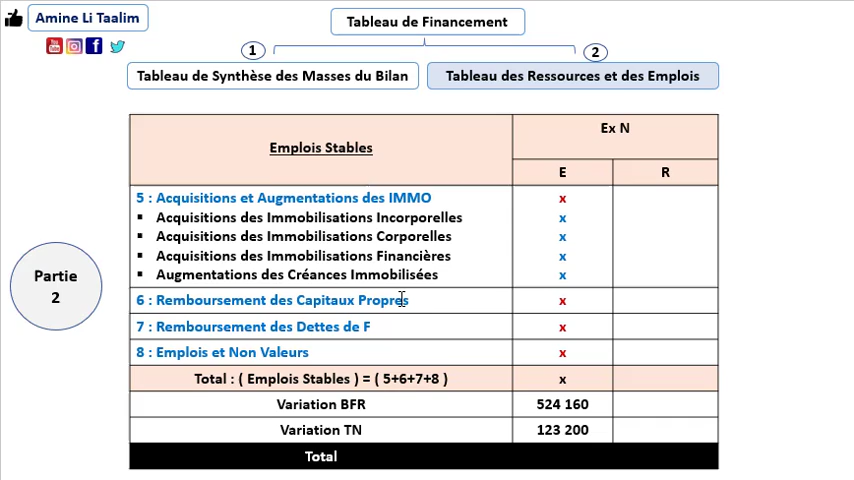 Amine Li Taalim
Tableau de Financement
1
2
Tableau de Synthèse des Masses du Bilan
Tableau des Ressources et des Emplois
Emplois Stables
Ex N
E
R
5 : Acquisitions et Augmentations des IMMO
x
▪ Acquisitions des Immobilisations Incorporelles
x
▪ Acquisitions des Immobilisations Corporelles
x
▪ Acquisitions des Immobilisations Financières
x
▪ Augmentations des Créances Immobilisées
x
Partie
2
6 : Remboursement des Capitaux Propres
x
7 : Remboursement des Dettes de F
x
8 : Emplois et Non Valeurs
x
Total : ( Emplois Stables ) = ( 5+6+7+8 )
x
Variation BFR
524 160
Variation TN
123 200
Total